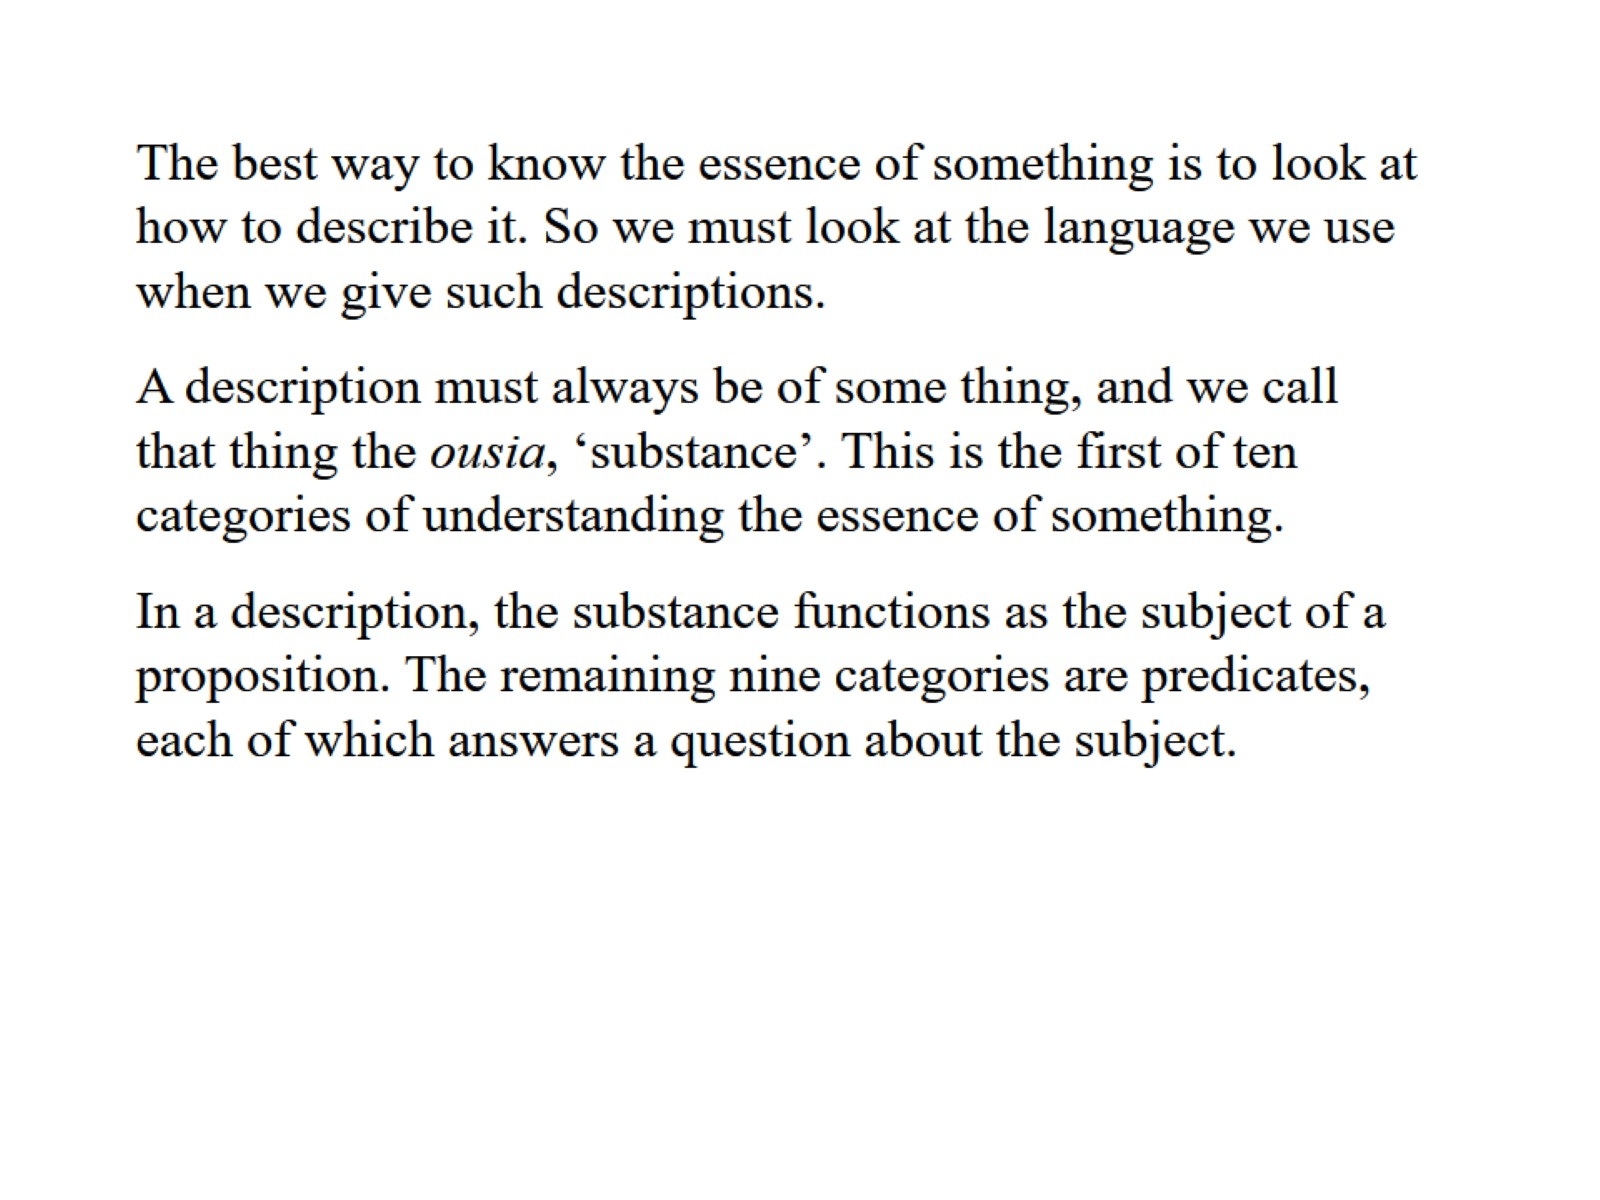 The best way to know the essence of something is to look at
how to describe it. So we must look at the language we use
when we give such descriptions.
A description must always be of some thing, and we call
that thing the ousia, ‘substance’. This is the first of ten
categories of understanding the essence of something.
In a description, the substance functions as the subject of a
proposition. The remaining nine categories are predicates,
each of which answers a question about the subject.